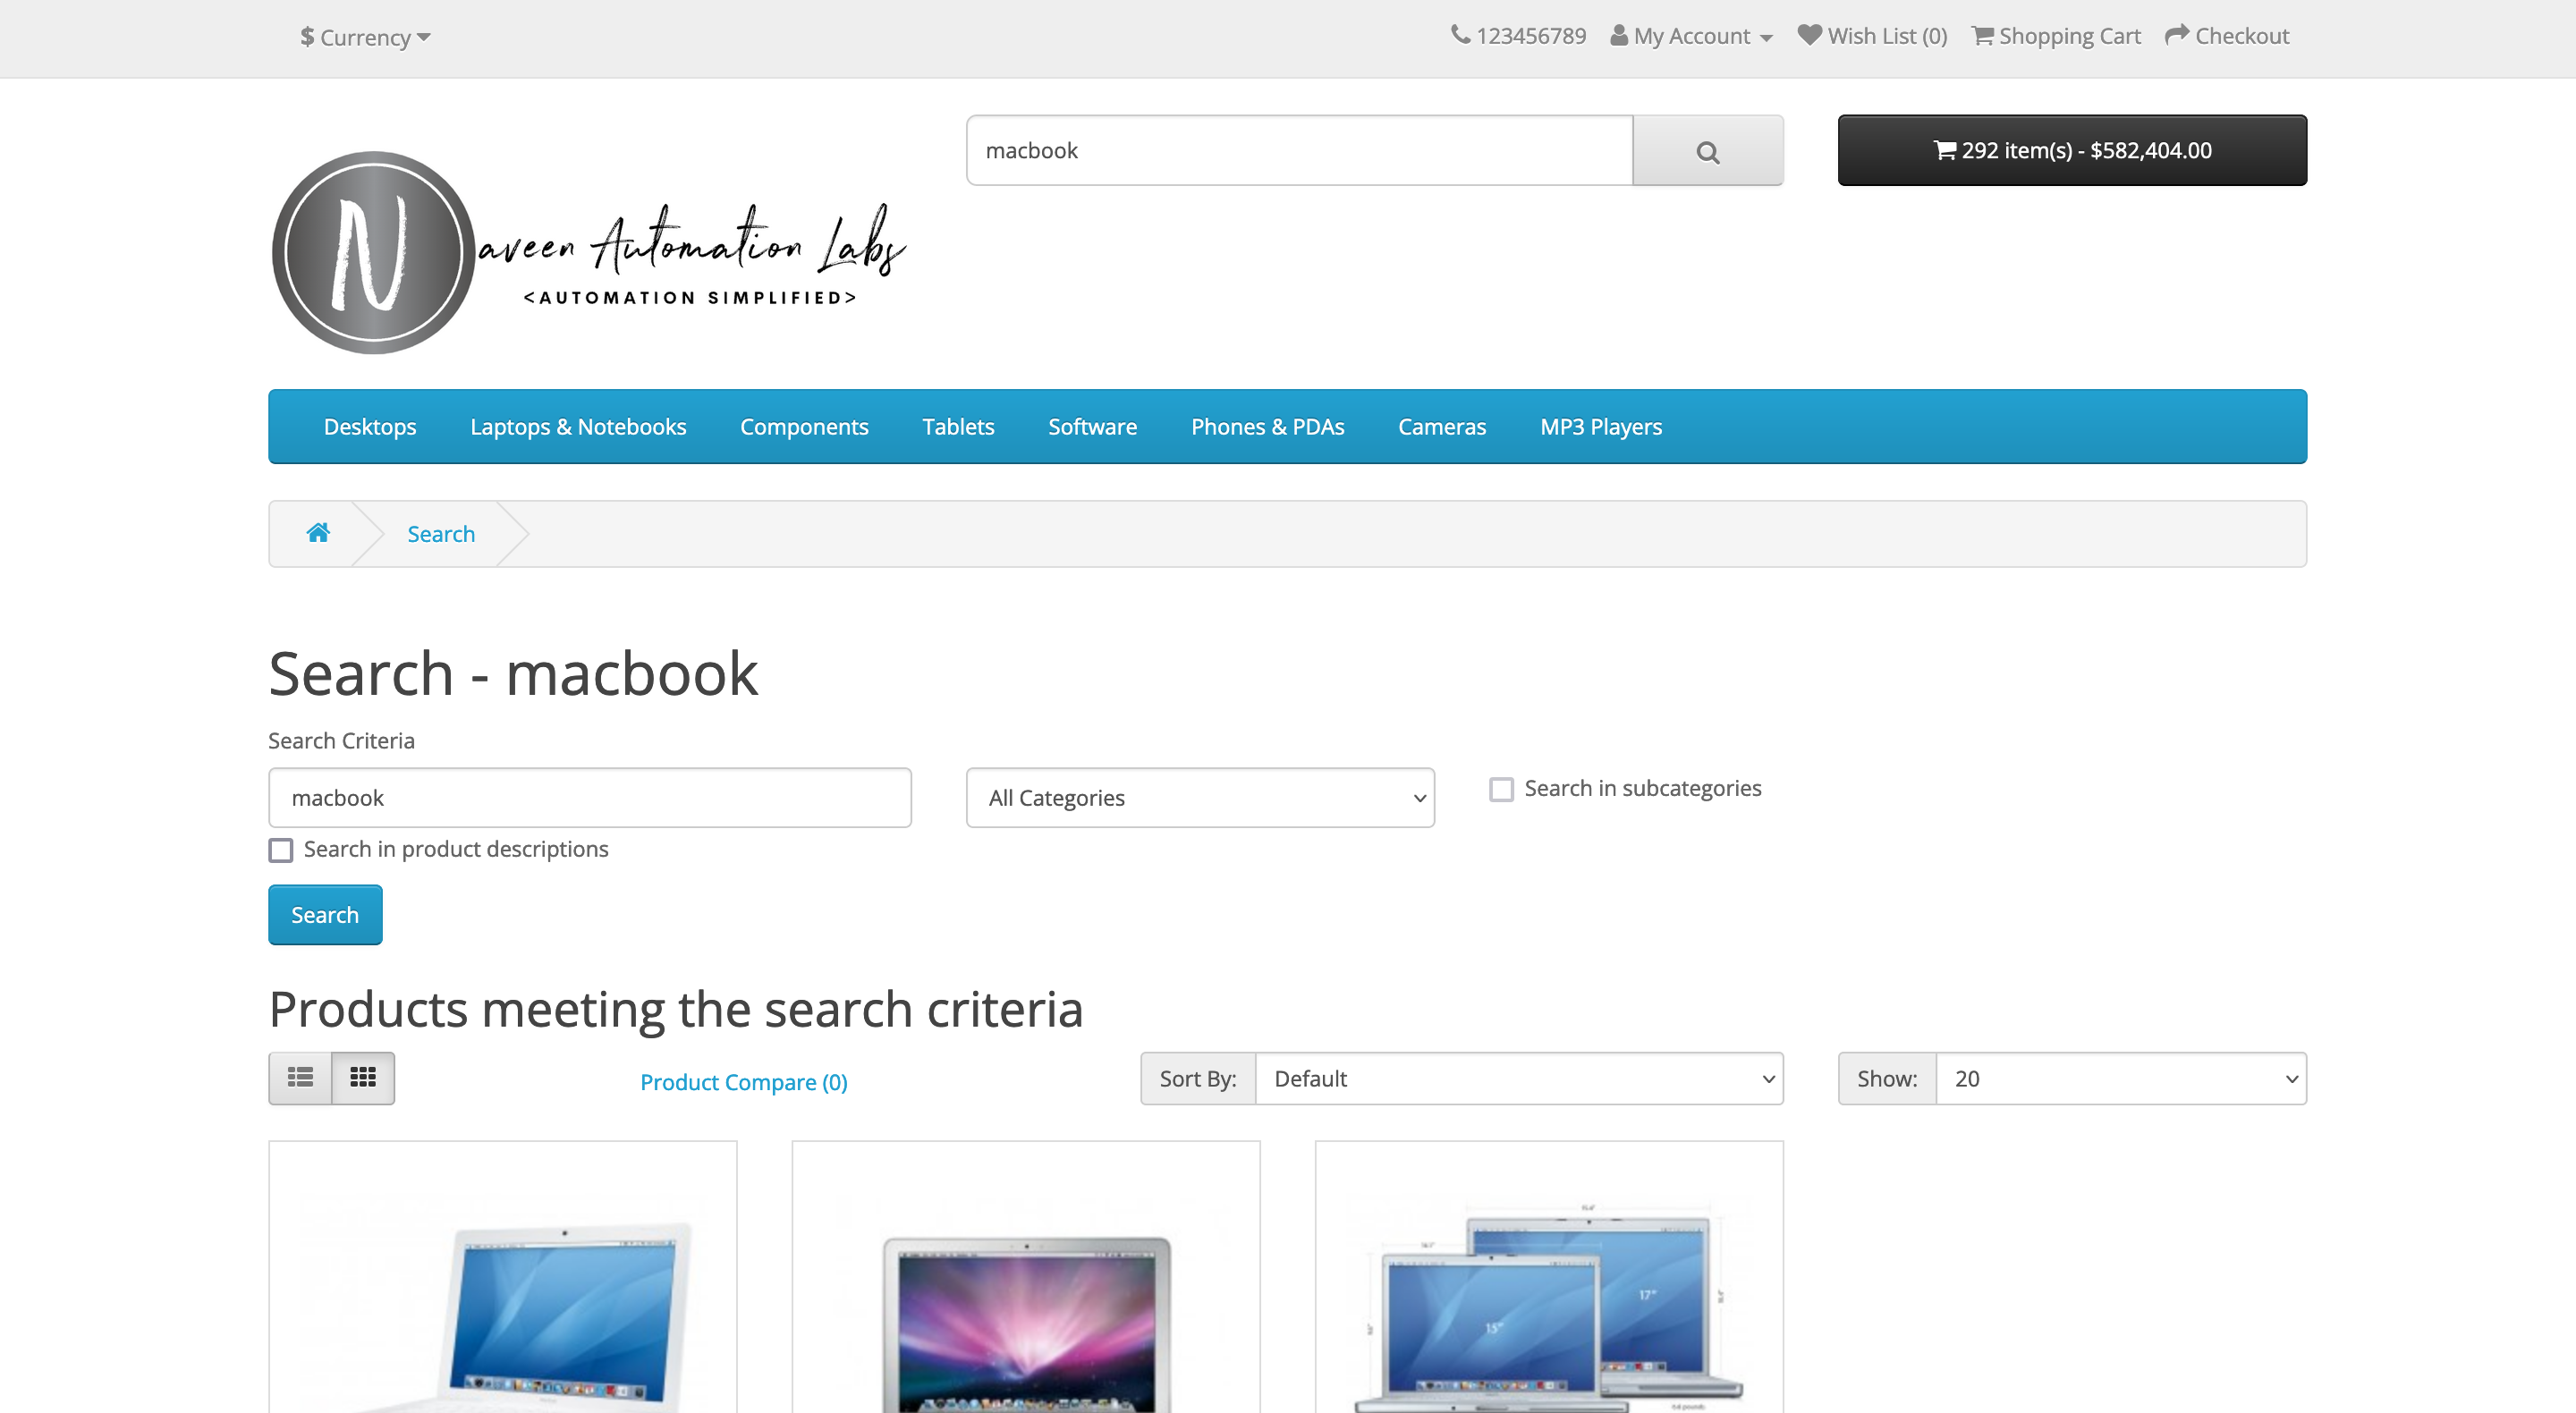 $ Currency
123456789 My Account Wish List (0) Shopping Cart Checkout
macbook
292 item(s) - $582,404.00
Naveen Automation Labs
<AUTOMATION SIMPLIFIED>
Desktops Laptops & Notebooks Components Tablets Software Phones & PDAs Cameras MP3 Players
Search
Search - macbook
Search Criteria
macbook
All Categories
Search in subcategories
Search in product descriptions
Search
Products meeting the search criteria
Product Compare (0)
Sort By: Default
Show: 20
17"
15"